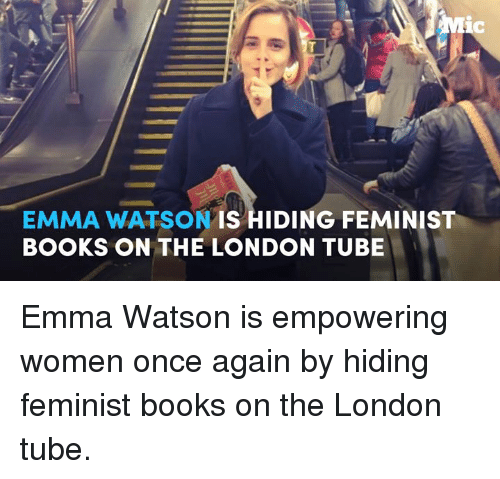 Mic
T
EMMA WATSON IS HIDING FEMINIST
BOOKS ON THE LONDON TUBE
Emma Watson is empowering
women once again by hiding
feminist books on the London
tube.